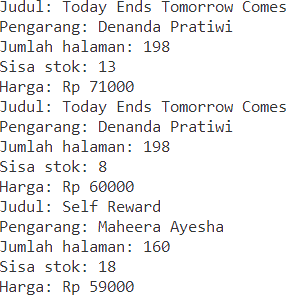 Judul: Today Ends Tomorrow Comes
Pengarang: Denanda Pratiwi
Jumlah halaman: 198
Sisa stok: 13
Harga: Rp 71000
Judul: Today Ends Tomorrow Comes
Pengarang: Denanda Pratiwi
Jumlah halaman: 198
Sisa stok: 8
Harga: Rp 60000
Judul: Self Reward
Pengarang: Maheera Ayesha
Jumlah halaman: 160
Sisa stok: 18
Harga: Rp 59000